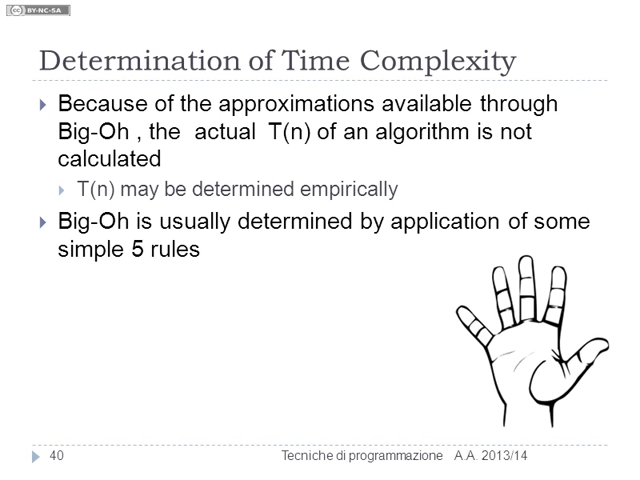 cc BY-NC-SA
Determination of Time Complexity
Because of the approximations available through
Big-Oh , the actual T(n) of an algorithm is not
calculated
T(n) may be determined empirically
Big-Oh is usually determined by application of some
simple 5 rules
40 Tecniche di programmazione A.A. 2013/14